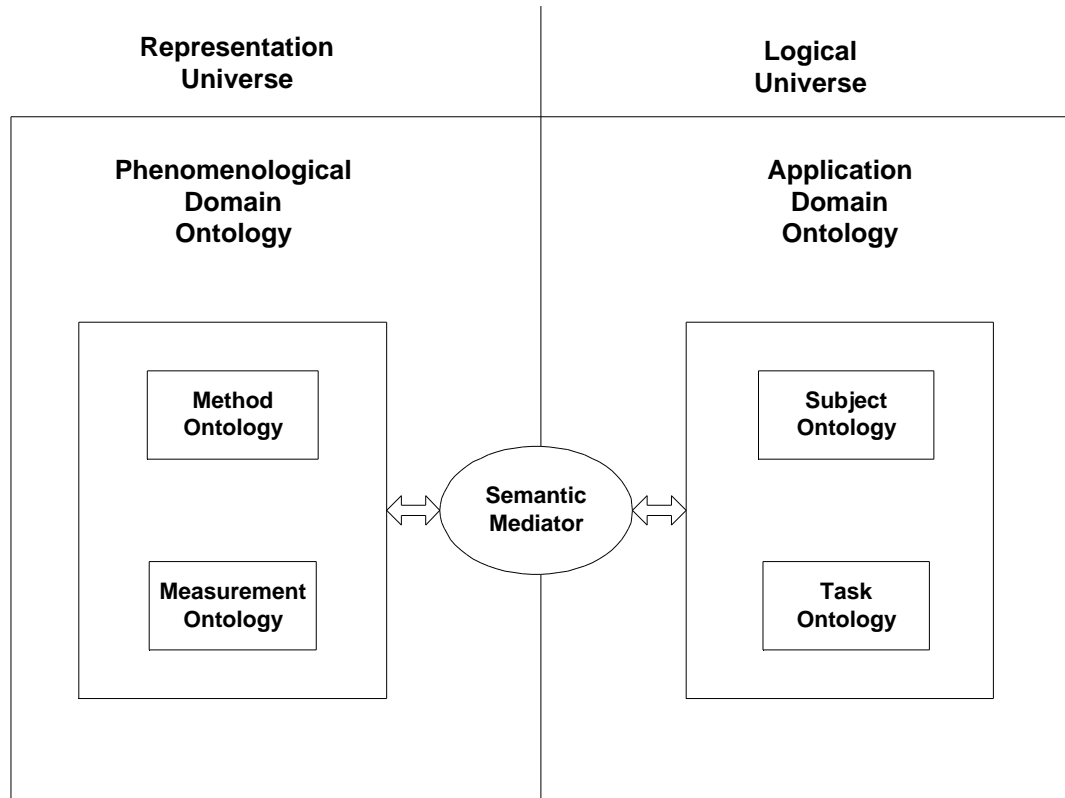 Representation
Universe
Logical
Universe
Phenomenological
Domain
Ontology
Application
Domain
Ontology
Method
Ontology
Subject
Ontology
Semantic
Mediator
Measurement
Ontology
Task
Ontology